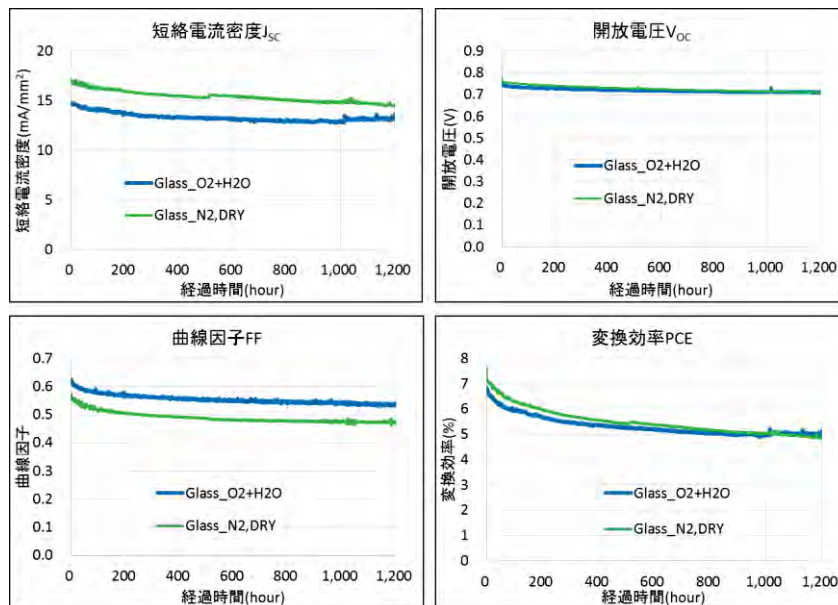 短絡電流密度JSC
20
15
10
5
0
短絡電流密度(mA/mm²)
Glass_O2+H2O
Glass_N2,DRY
0 200 400 600 800 1,000 1,200
経過時間(hour)
開放電圧VOC
0.9
0.8
0.7
0.6
0.5
0.4
0.3
0.2
0.1
0.0
開放電圧(V)
Glass_O2+H2O
Glass_N2,DRY
0 200 400 600 800 1,000 1,200
経過時間(hour)
曲線因子FF
0.7
0.6
0.5
0.4
0.3
0.2
0.1
0.0
曲線因子
Glass_O2+H2O
Glass_N2,DRY
0 200 400 600 800 1,000 1,200
経過時間(hour)
変換効率PCE
8
7
6
5
4
3
2
1
0
変換効率(%)
Glass_O2+H2O
Glass_N2,DRY
0 200 400 600 800 1,000 1,200
経過時間(hour)